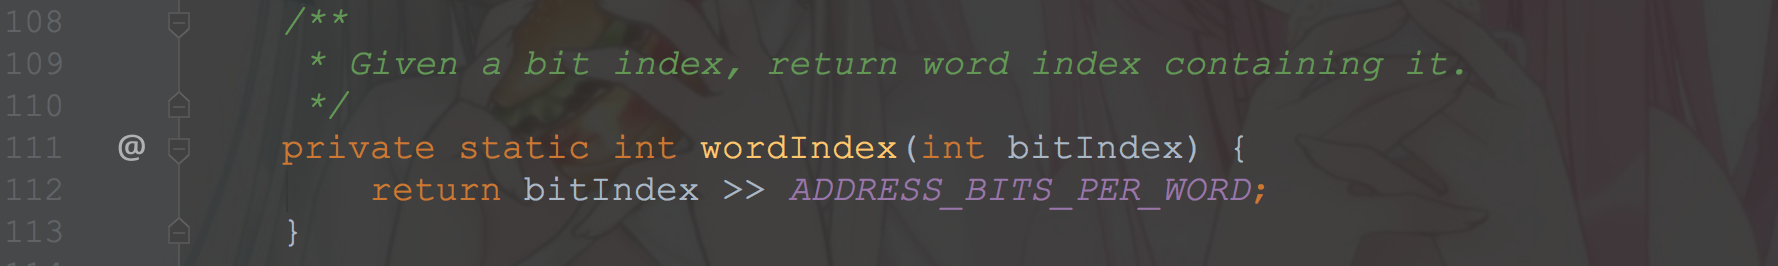 108 /**
109 * Given a bit index, return word index containing it.
110 */
111 @ private static int wordIndex(int bitIndex) {
112 return bitIndex >> ADDRESS_BITS_PER_WORD;
113 }